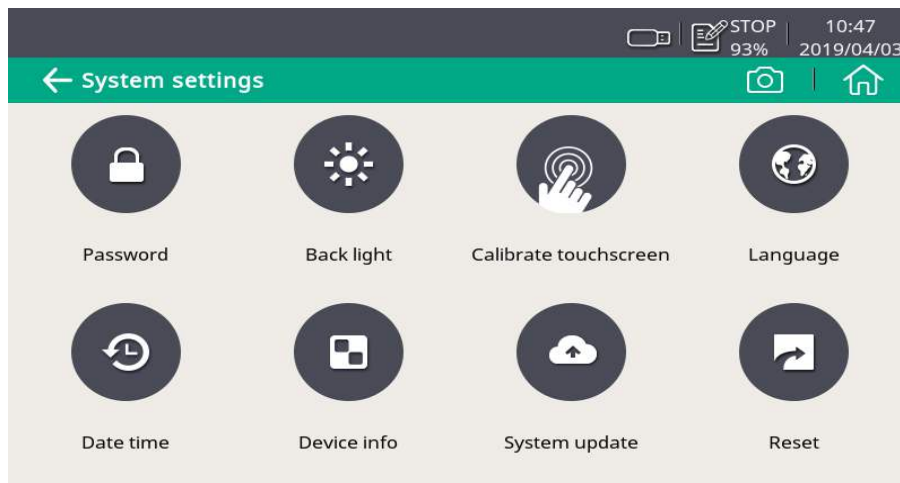 STOP 10:47
93% 2019/04/03
System settings
Password Back light Calibrate touchscreen Language
Date time Device info System update Reset